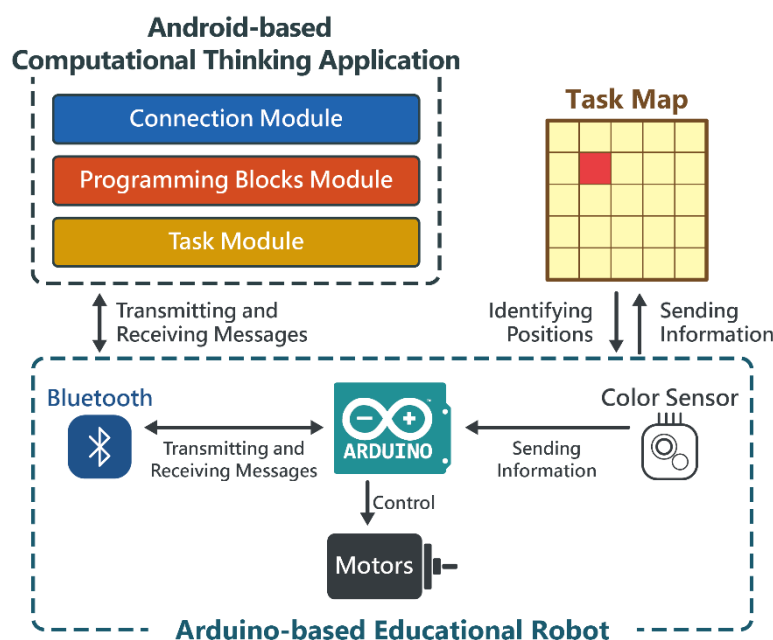 Android-based
Computational Thinking Application
Connection Module
Programming Blocks Module
Task Module
Task Map
Transmitting and
Receiving Messages
Identifying
Positions
Sending
Information
Bluetooth
Transmitting and
Receiving Messages
ARDUINO
Color Sensor
Sending
Information
Control
Motors
Arduino-based Educational Robot